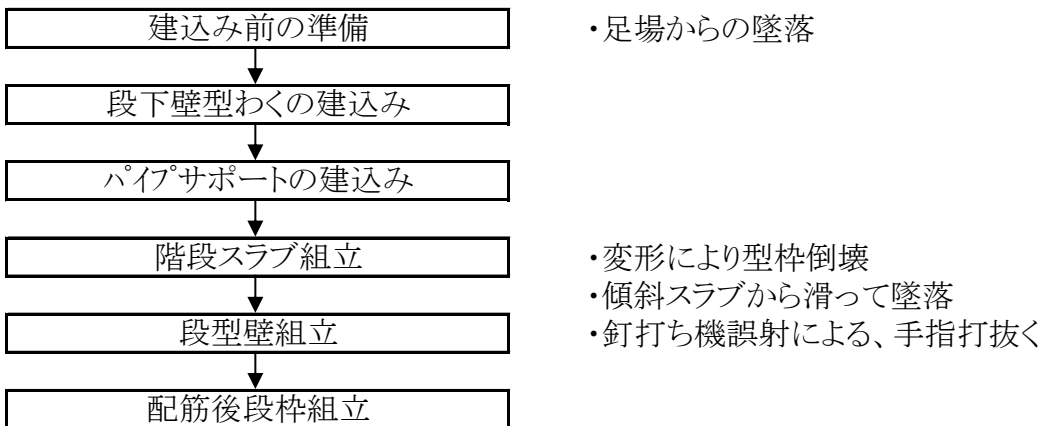 建込み前の準備
・足場からの墜落
段下壁型わくの建込み
ﾊﾟｲﾌﾟサポートの建込み
階段スラブ組立
・変形により型枠倒壊
・傾斜スラブから滑って墜落
段型壁組立
・釘打ち機誤射による、手指打抜く
配筋後段枠組立